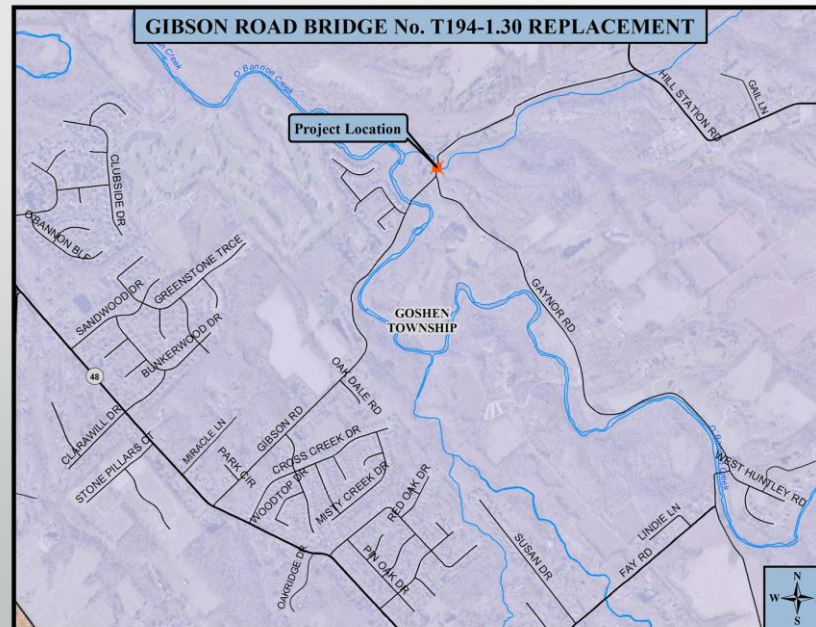 GIBSON ROAD BRIDGE No. T194-1.30 REPLACEMENT
O'Bannon Creek
Project Location
HILL STATION RD
GAIL LN
CLUBSIDE DR
GREENSTONE TRCE
SANDWOOD DR
BUNKERWOOD DR
GAYNOR RD
GOSHEN
TOWNSHIP
48
OAK DALE RD
CLARAWILL DR
STONE PILLARS CT
MIRACLE LN
PARK CIR
GIBSON RD
CROSS CREEK DR
WOODTOP DR
MISTY CREEK DR
RED OAK DR
PIN OAK DR
OAKRIDGE DR
SUSAN DR
LINDIE LN
FAY RD
WEST HUNTLEY RD
N
W
S